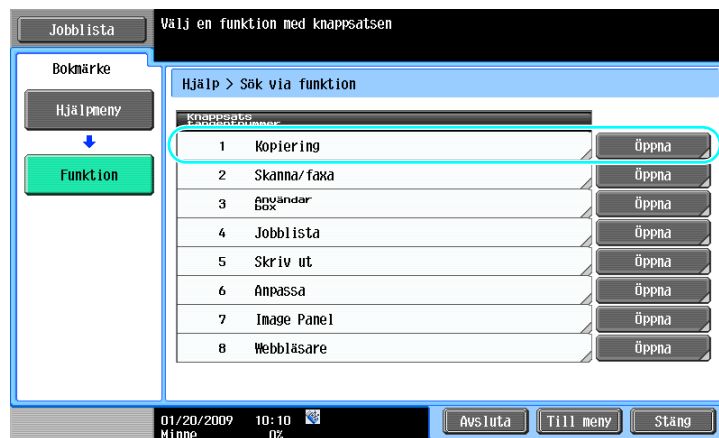 Jobblista
Välj en funktion med knappsatsen
Bokmärke
Hjälpmeny
Funktion
Hjälp > Sök via funktion
Knappsats
tangentnummer
1 Kopiering Öppna
2 Skanna/faxa Öppna
3 Användar
box Öppna
4 Jobblista Öppna
5 Skriv ut Öppna
6 Anpassa Öppna
7 Image Panel Öppna
8 Webbläsare Öppna
01/20/2009 10:10
Minne 0%
Avsluta Till meny Stäng